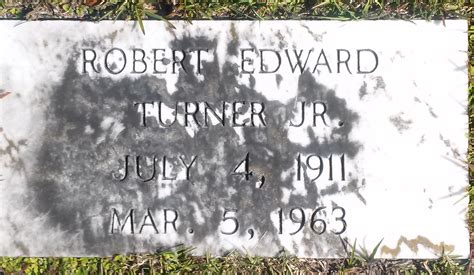 ROBERT EDWARD
TURNER JR.
JULY 4, 1911
MAR. 5, 1963